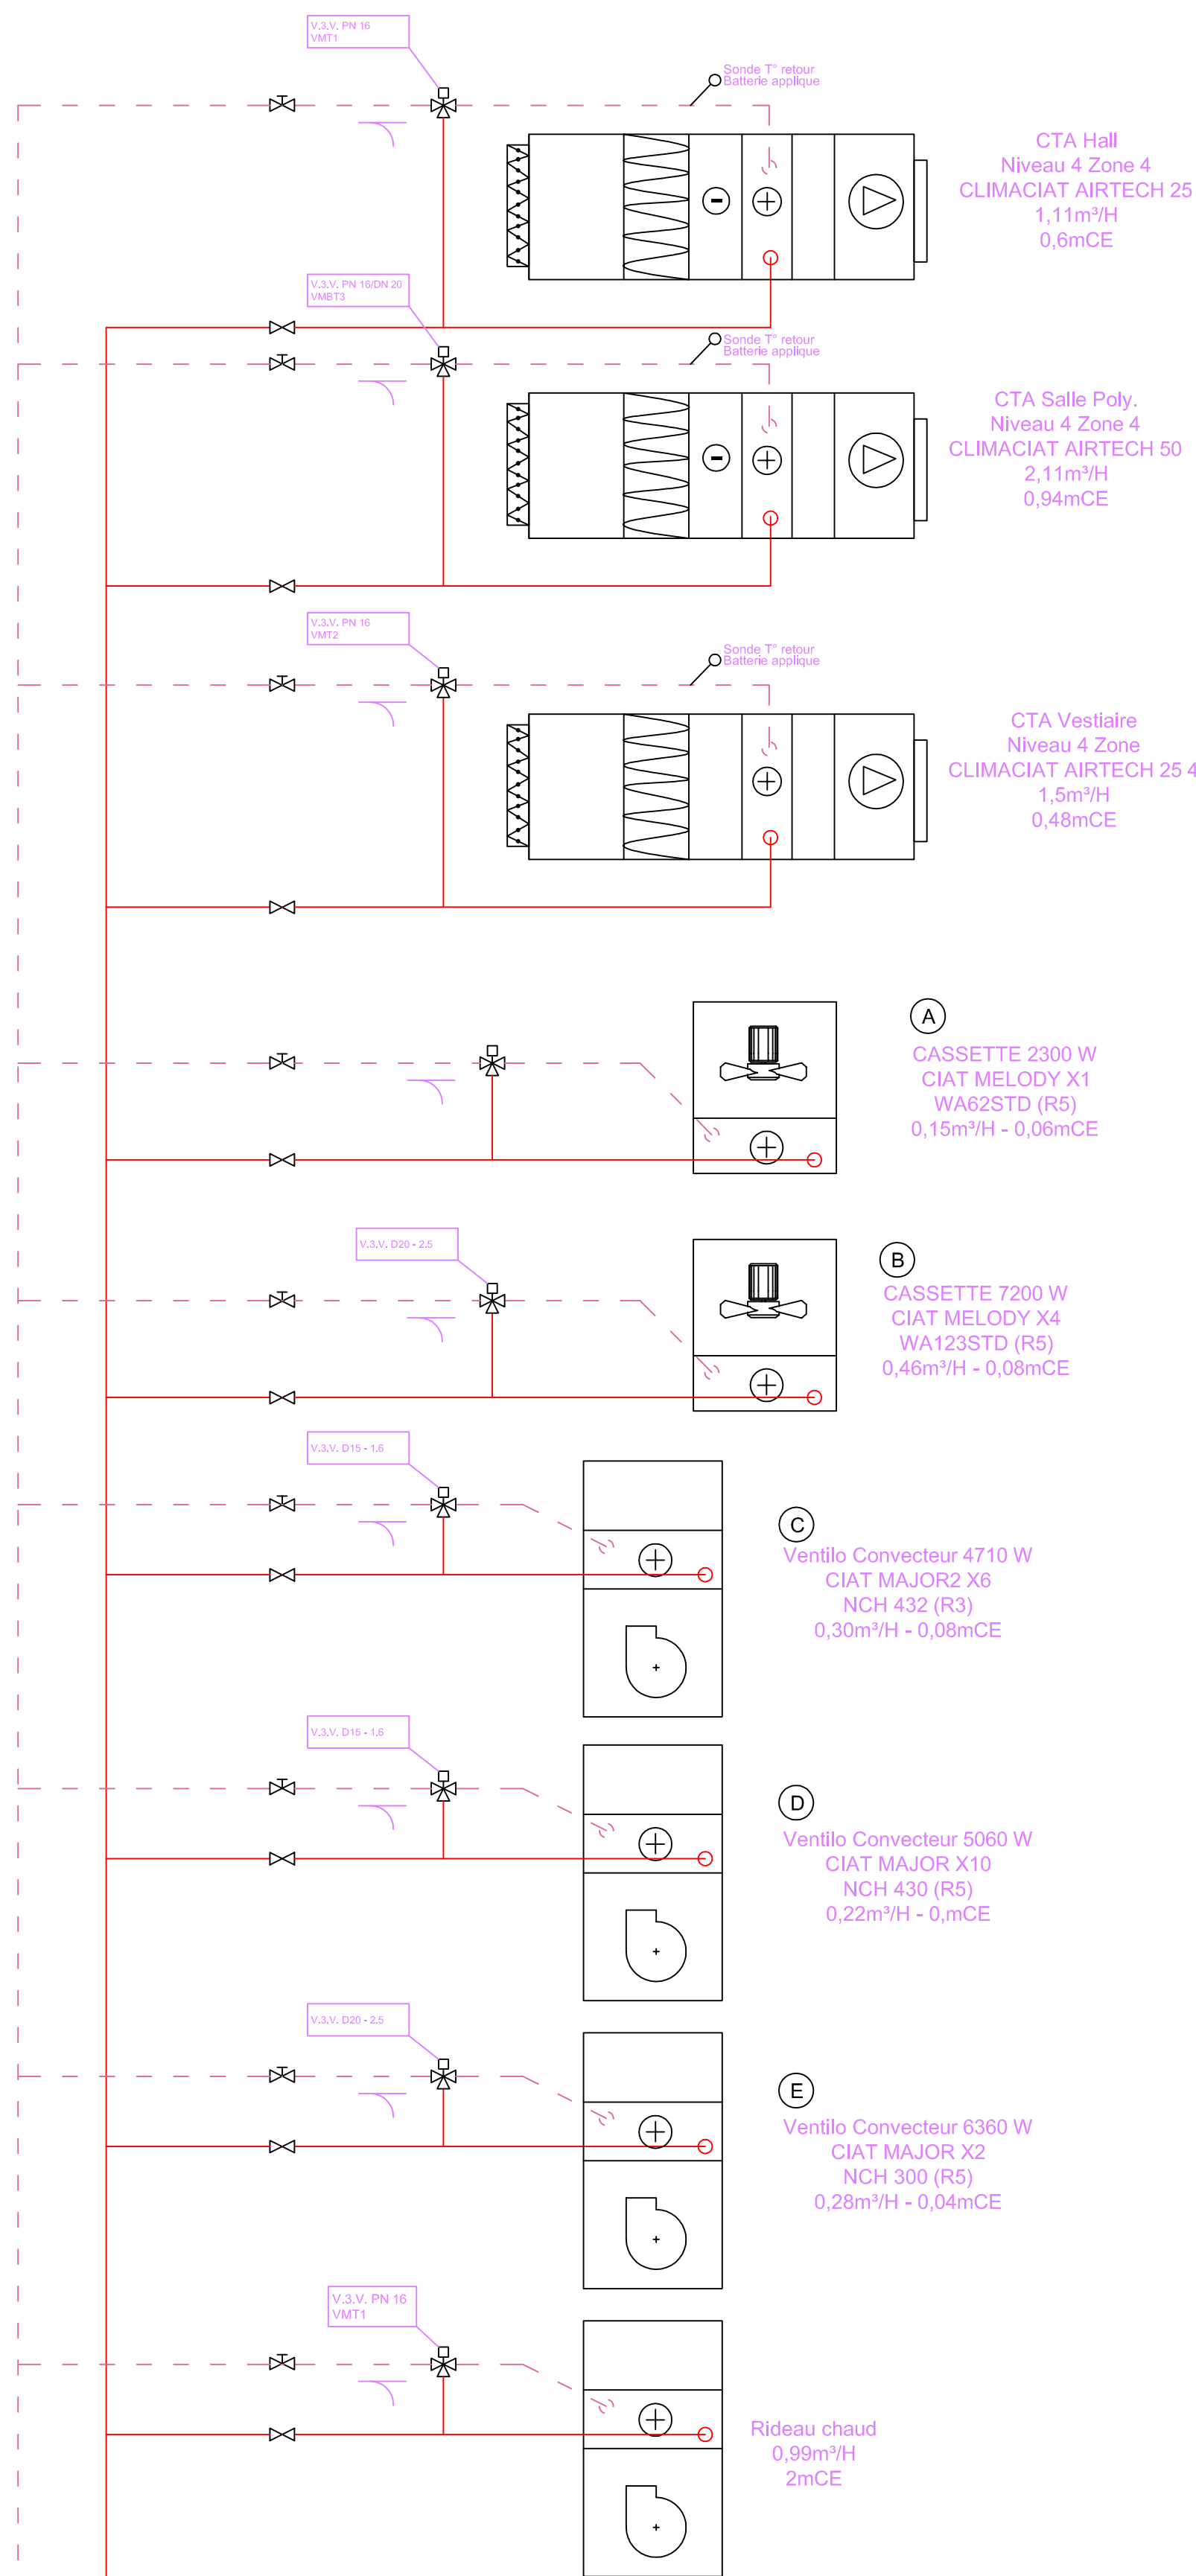 V.3.V. PN 16
VMT1
Sonde T° retour
Batterie applique
CTA Hall
Niveau 4 Zone 4
CLIMACIAT AIRTECH 25
1,11m³/H
0,6mCE
V.3.V. PN 16/DN 20
VMBT3
Sonde T° retour
Batterie applique
CTA Salle Poly.
Niveau 4 Zone 4
CLIMACIAT AIRTECH 50
2,11m³/H
0,94mCE
V.3.V. PN 16
VMT2
Sonde T° retour
Batterie applique
CTA Vestiaire
Niveau 4 Zone
CLIMACIAT AIRTECH 25 4
1,5m³/H
0,48mCE
A
CASSETTE 2300 W
CIAT MELODY X1
WA62STD (R5)
0,15m³/H - 0,06mCE
V.3.V. D20 - 2.5
B
CASSETTE 7200 W
CIAT MELODY X4
WA123STD (R5)
0,46m³/H - 0,08mCE
V.3.V. D15 - 1.6
C
Ventilo Convecteur 4710 W
CIAT MAJOR2 X6
NCH 432 (R3)
0,30m³/H - 0,08mCE
V.3.V. D15 - 1.6
D
Ventilo Convecteur 5060 W
CIAT MAJOR X10
NCH 430 (R5)
0,22m³/H - 0,mCE
V.3.V. D20 - 2.5
E
Ventilo Convecteur 6360 W
CIAT MAJOR X2
NCH 300 (R5)
0,28m³/H - 0,04mCE
V.3.V. PN 16
VMT1
Rideau chaud
0,99m³/H
2mCE